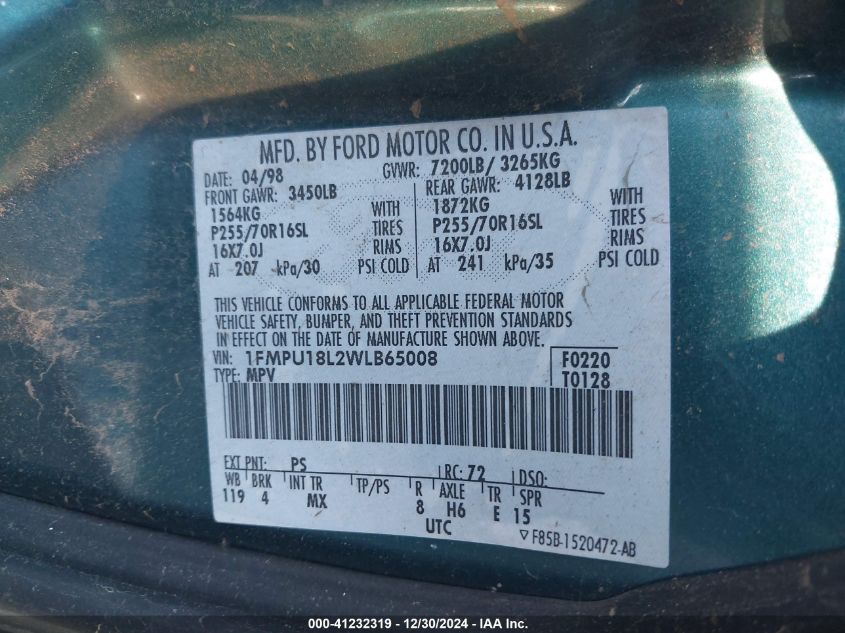 MFD. BY FORD MOTOR CO. IN U.S.A.
DATE: 04/98 GVWR: 7200LB/ 3265KG
FRONT GAWR: 3450LB REAR GAWR: 4128LB
1564KG WITH 1872KG WITH
P255/70R16SL TIRES P255/70R16SL TIRES
16X7.0J RIMS 16X7.0J RIMS
AT 207 kPa/30 PSI COLD AT 241 kPa/35 PSI COLD
THIS VEHICLE CONFORMS TO ALL APPLICABLE FEDERAL MOTOR
VEHICLE SAFETY, BUMPER, AND THEFT PREVENTION STANDARDS
IN EFFECT ON THE DATE OF MANUFACTURE SHOWN ABOVE.
VIN: 1FMPU18L2WLB65008 F0220
TYPE: MPV T0128
EXT PNT: PS RC: 72 DSO:
WB BRK INT TR TP/PS R AXLE TR SPR
119 4 MX 8 H6 E 15
UTC
▽ F85B-1520472-AB
000-41232319 - 12/30/2024 - IAA Inc.